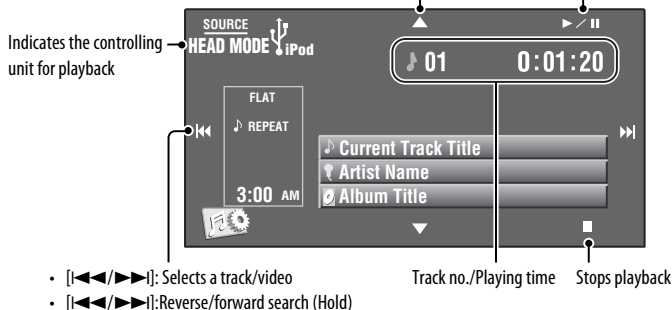 Indicates the controlling
unit for playback
SOURCE
HEAD MODE iPod
01 0:01:20
FLAT
REPEAT
3:00 AM
Current Track Title
Artist Name
Album Title
• [⏮/⏭]: Selects a track/video
• [⏮/⏭]:Reverse/forward search (Hold)
Track no./Playing time
Stops playback